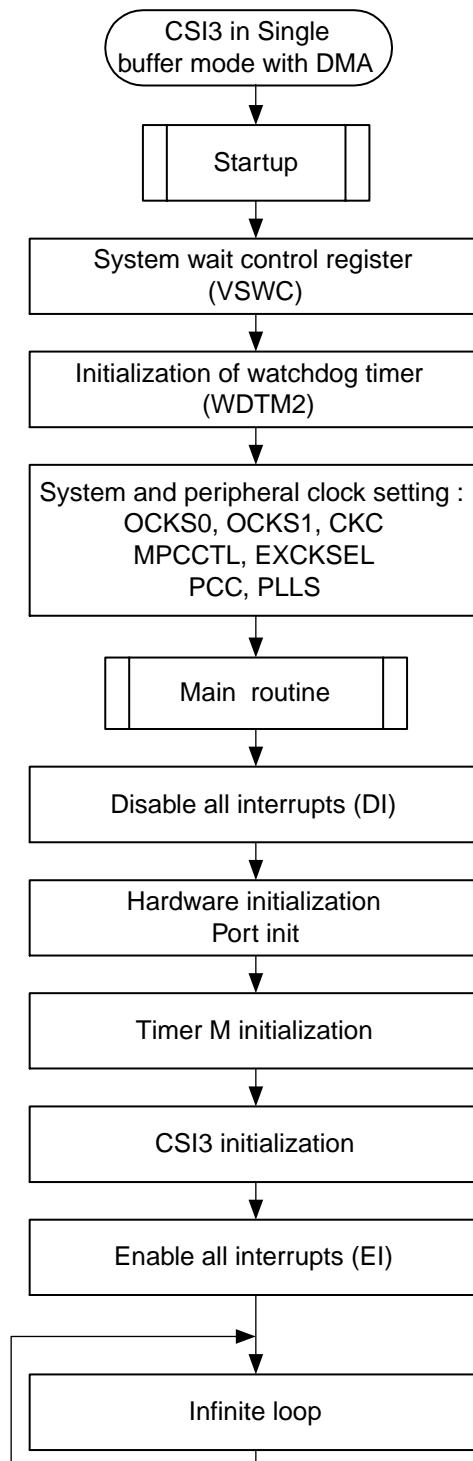 CSI3 in Single
buffer mode with DMA
Startup
System wait control register
(VSWC)
Initialization of watchdog timer
(WDTM2)
System and peripheral clock setting :
OCKS0, OCKS1, CKC
MPCCTL, EXCKSEL
PCC, PLLS
Main routine
Disable all interrupts (DI)
Hardware initialization
Port init
Timer M initialization
CSI3 initialization
Enable all interrupts (EI)
Infinite loop